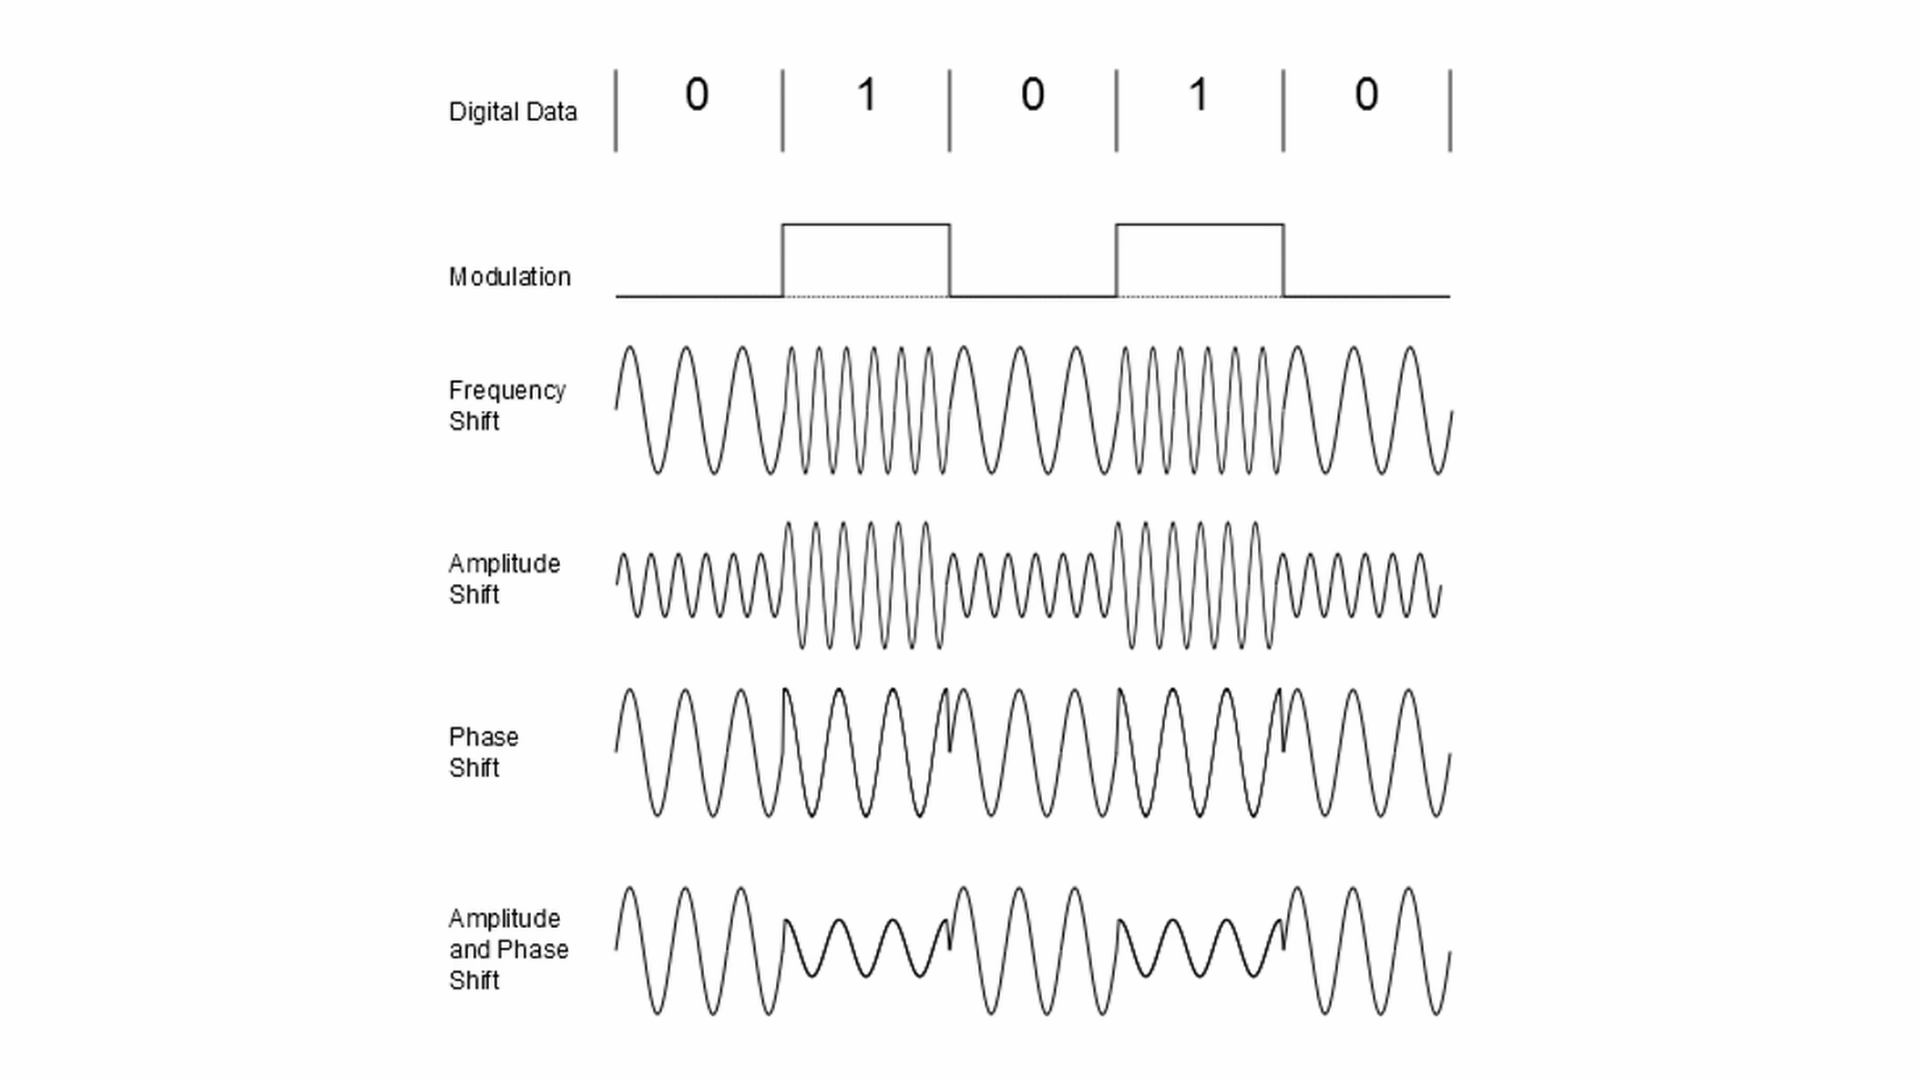 Digital Data 0 1 0 1 0
Modulation
Frequency
Shift
Amplitude
Shift
Phase
Shift
Amplitude
and Phase
Shift